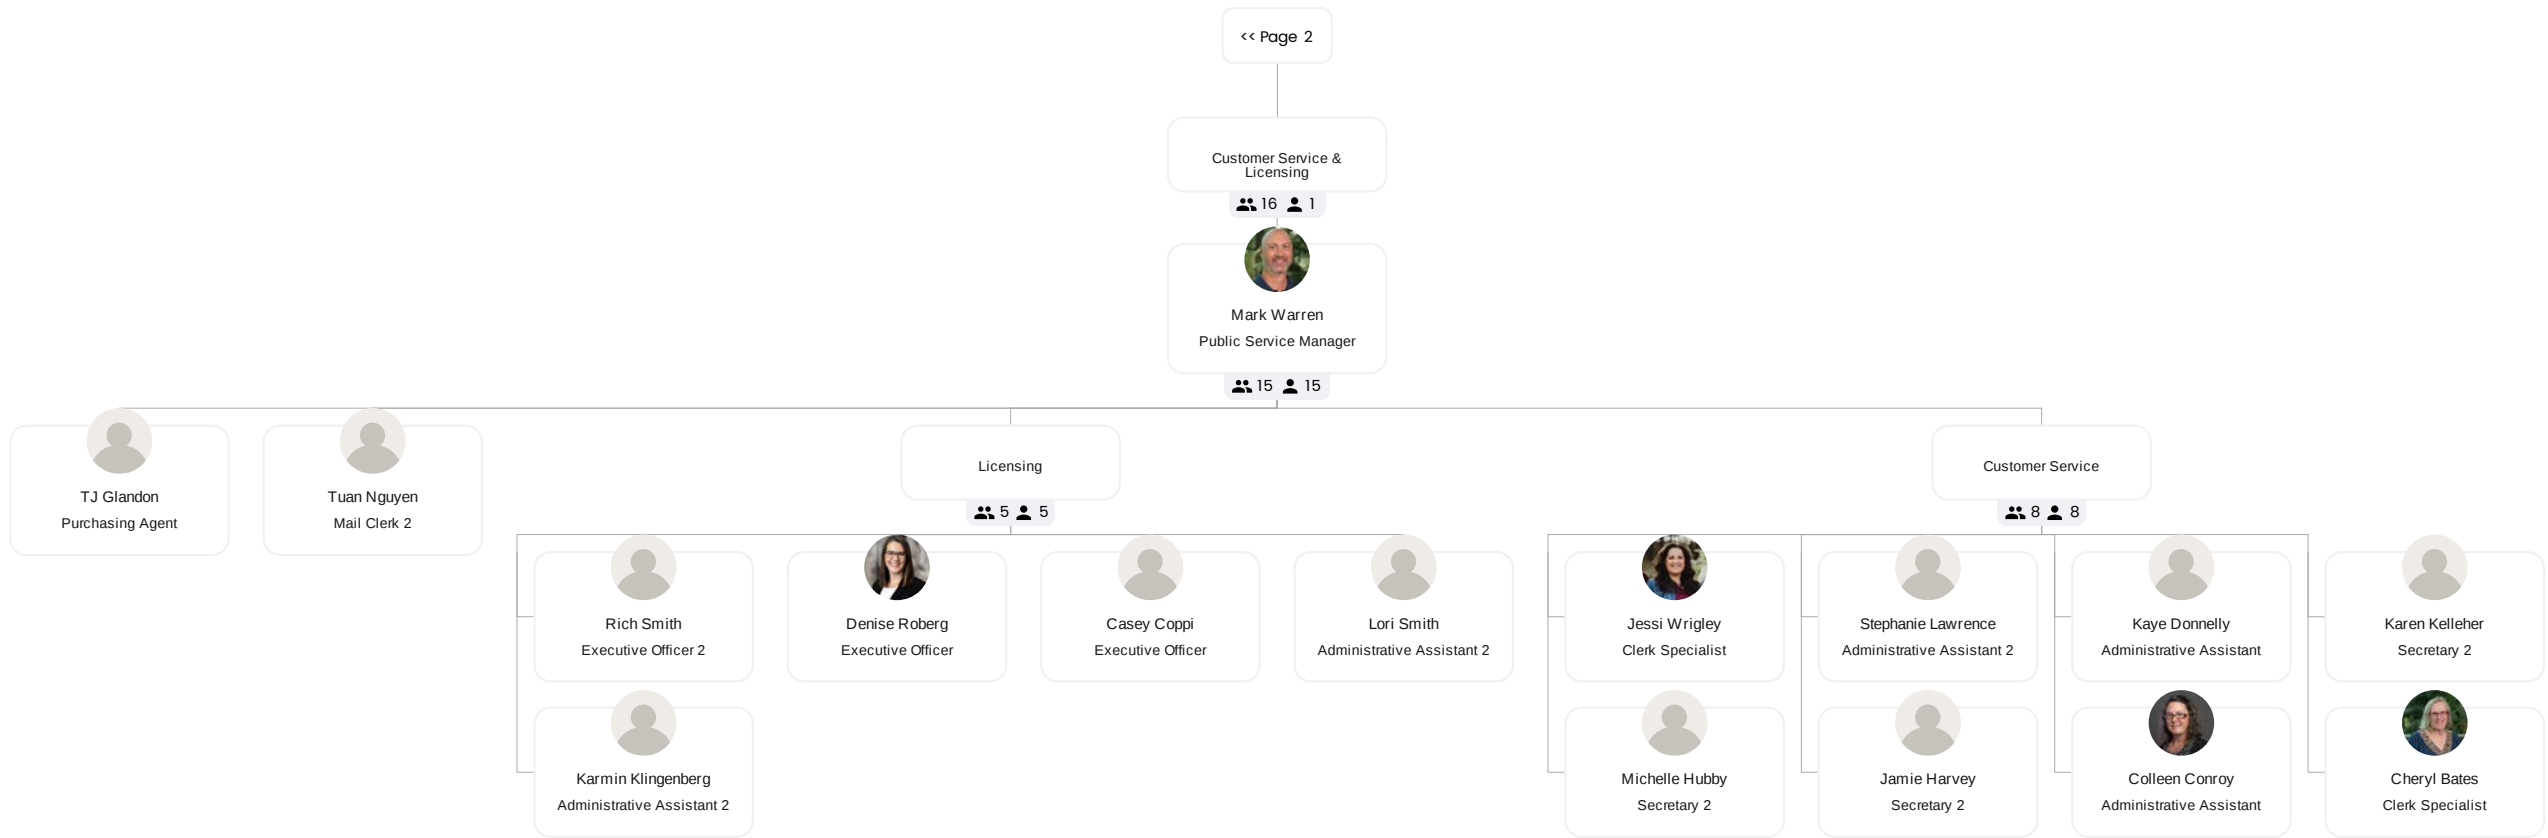 << Page 2
Customer Service &
Licensing
16 1
Mark Warren
Public Service Manager
15 15
TJ Glandon
Purchasing Agent
Tuan Nguyen
Mail Clerk 2
Licensing
5 5
Customer Service
8 8
Rich Smith
Executive Officer 2
Denise Roberg
Executive Officer
Casey Coppi
Executive Officer
Lori Smith
Administrative Assistant 2
Jessi Wrigley
Clerk Specialist
Stephanie Lawrence
Administrative Assistant 2
Kaye Donnelly
Administrative Assistant
Karen Kelleher
Secretary 2
Karmin Klingenberg
Administrative Assistant 2
Michelle Hubby
Secretary 2
Jamie Harvey
Secretary 2
Colleen Conroy
Administrative Assistant
Cheryl Bates
Clerk Specialist